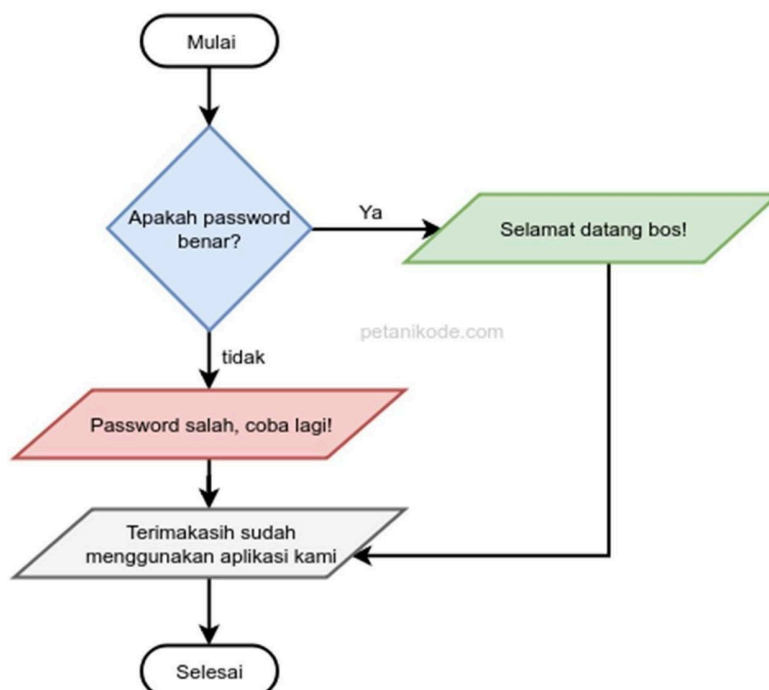 Mulai
Apakah password
benar?
Ya
Selamat datang bos!
petanikode.com
tidak
Password salah, coba lagi!
Terimakasih sudah
menggunakan aplikasi kami
Selesai